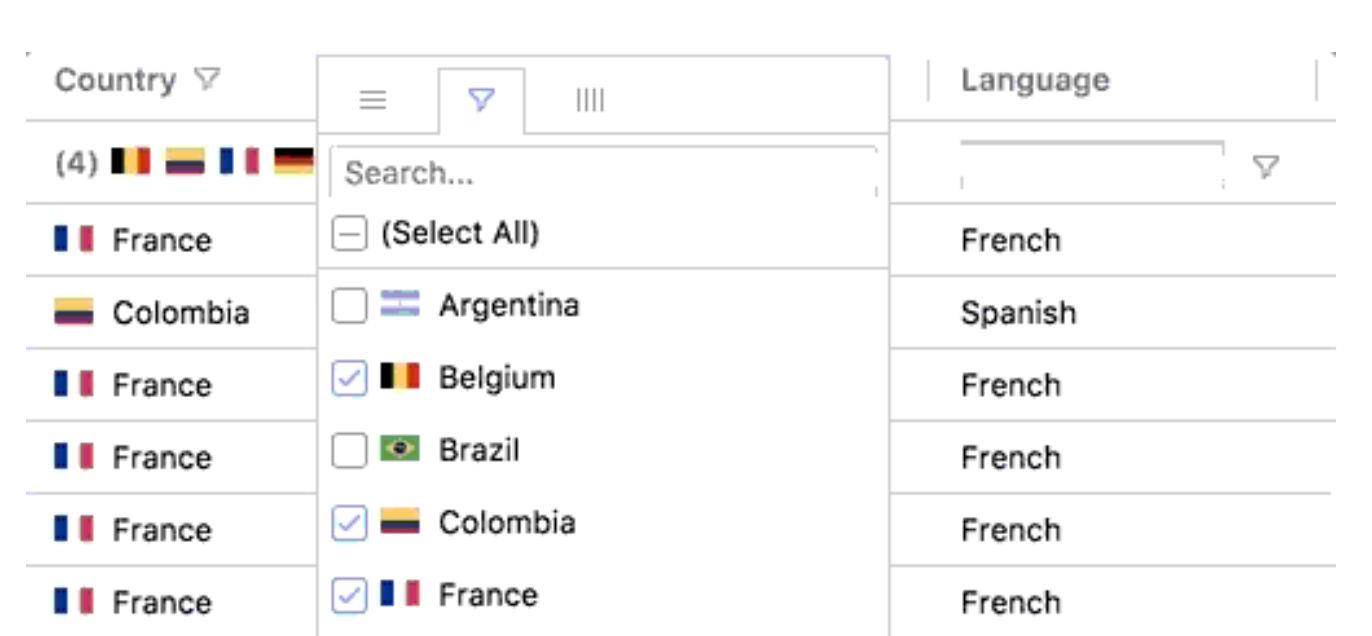 Country
Language
(4)
Search...
(Select All)
France
French
Argentina
Colombia
Spanish
Belgium
France
French
Brazil
France
French
Colombia
France
French
France
France
French